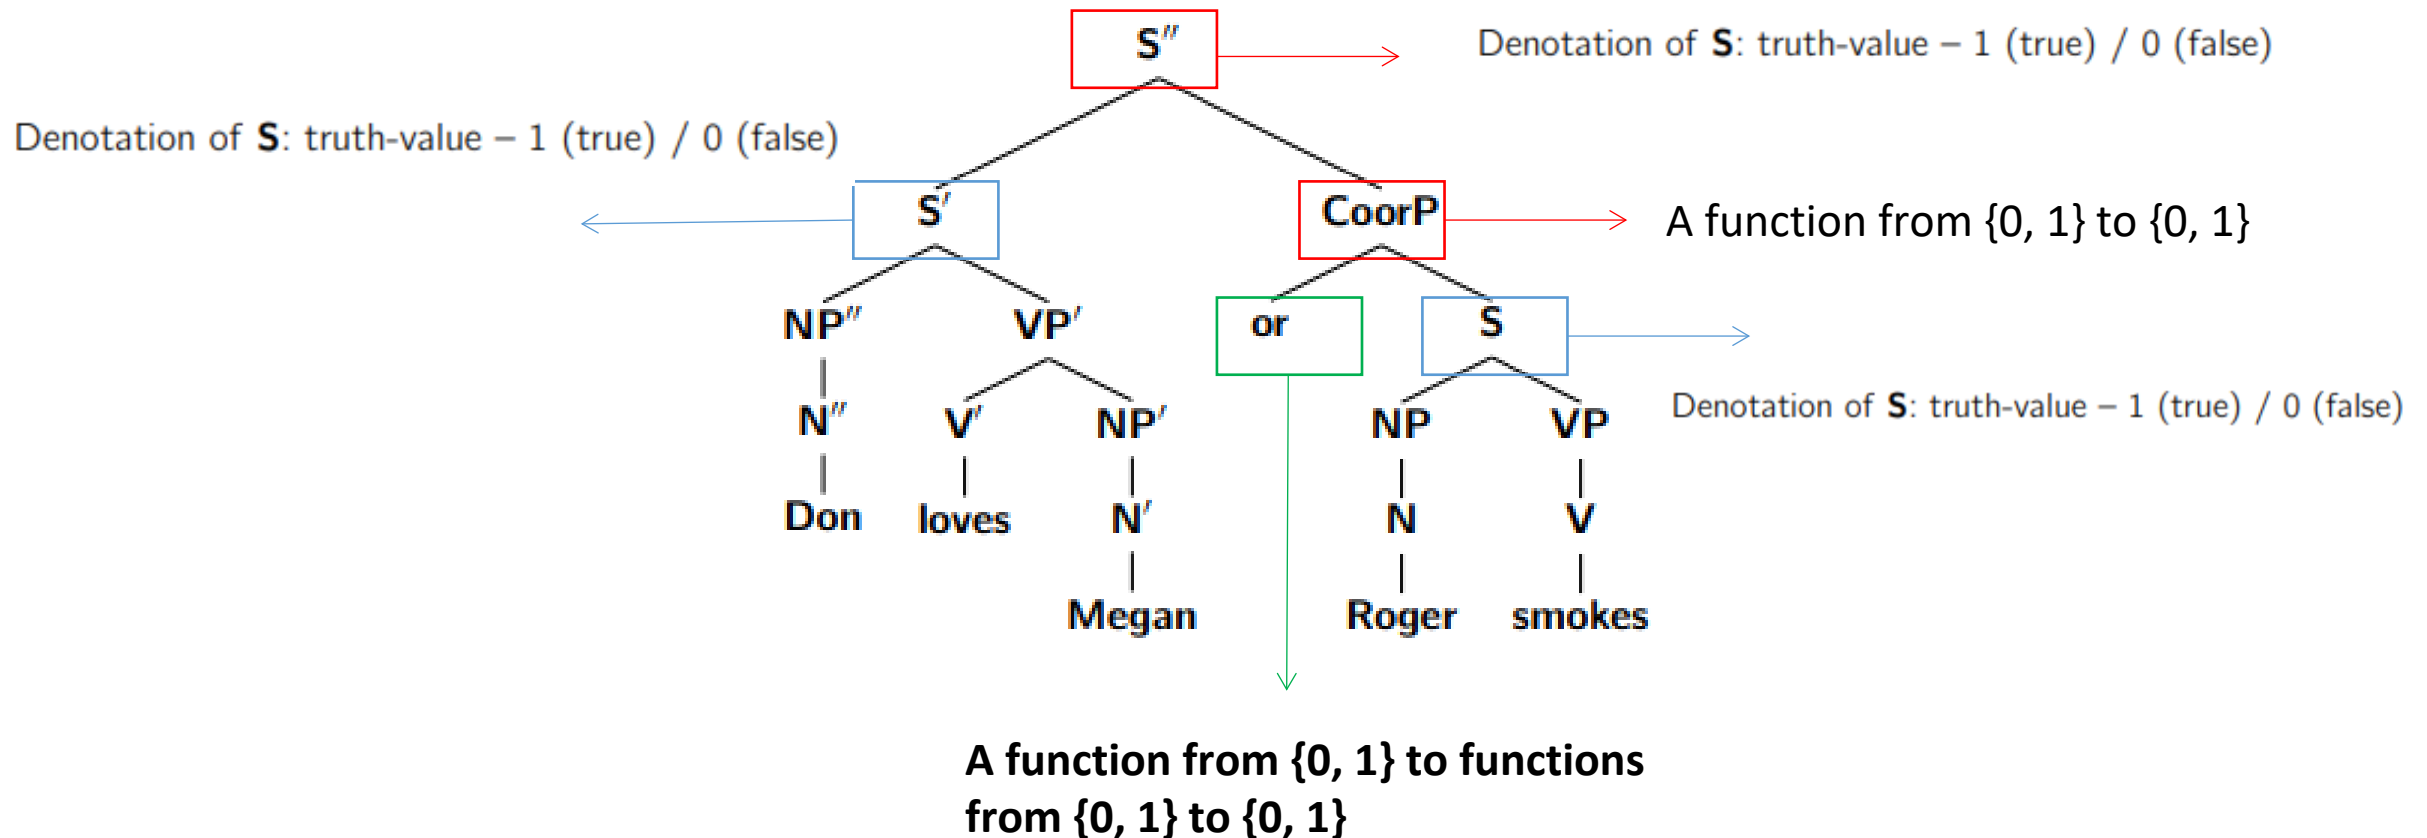 S″
Denotation of S: truth-value – 1 (true) / 0 (false)
Denotation of S: truth-value – 1 (true) / 0 (false)
S′
CoorP
A function from {0, 1} to {0, 1}
NP″
VP′
or
S
N″
V′
NP′
NP
VP
Denotation of S: truth-value – 1 (true) / 0 (false)
Don
loves
N′
N
V
Megan
Roger
smokes
A function from {0, 1} to functions
from {0, 1} to {0, 1}